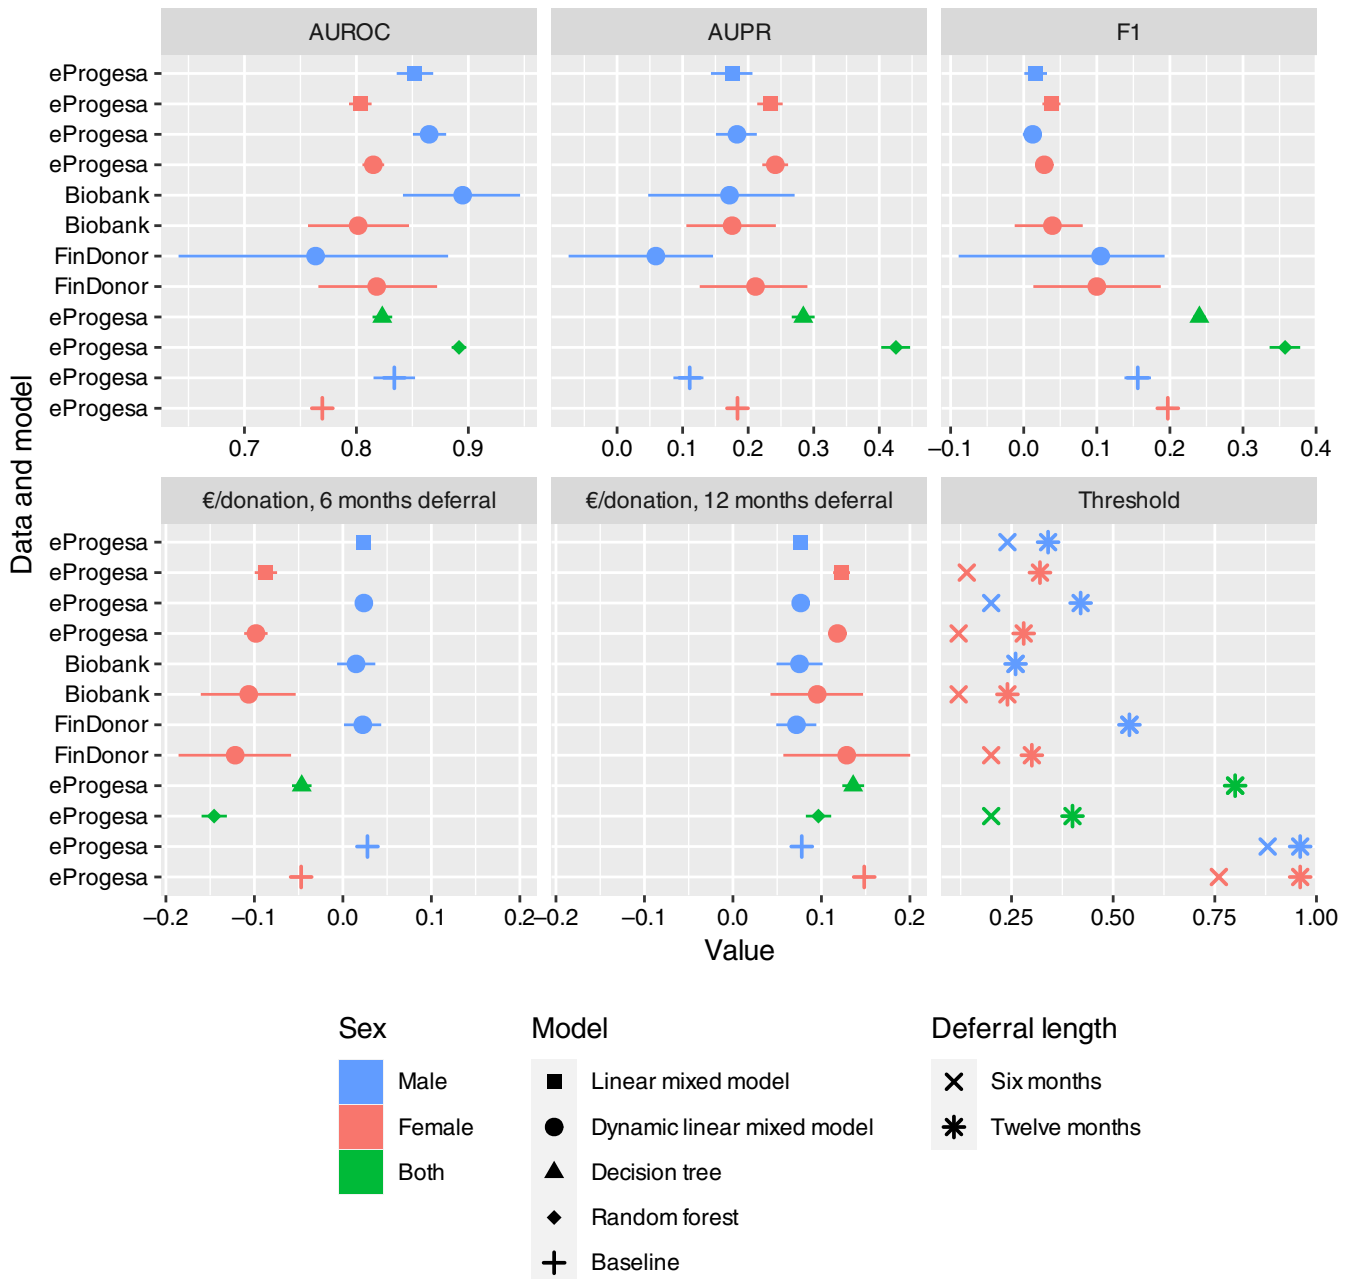 AUROC AUPR F1
eProgesa
eProgesa
eProgesa
eProgesa
Biobank
Biobank
FinDonor
FinDonor
eProgesa
eProgesa
eProgesa
eProgesa
0.7 0.8 0.9 0.0 0.1 0.2 0.3 0.4 −0.1 0.0 0.1 0.2 0.3 0.4
Data and model
€/donation, 6 months deferral €/donation, 12 months deferral Threshold
eProgesa
eProgesa
eProgesa
eProgesa
Biobank
Biobank
FinDonor
FinDonor
eProgesa
eProgesa
eProgesa
eProgesa
−0.2 −0.1 0.0 0.1 0.2 −0.2 −0.1 0.0 0.1 0.2 0.25 0.50 0.75 1.00
Value
Sex Model Deferral length
Male Linear mixed model Six months
Female Dynamic linear mixed model Twelve months
Both Decision tree
Random forest
Baseline